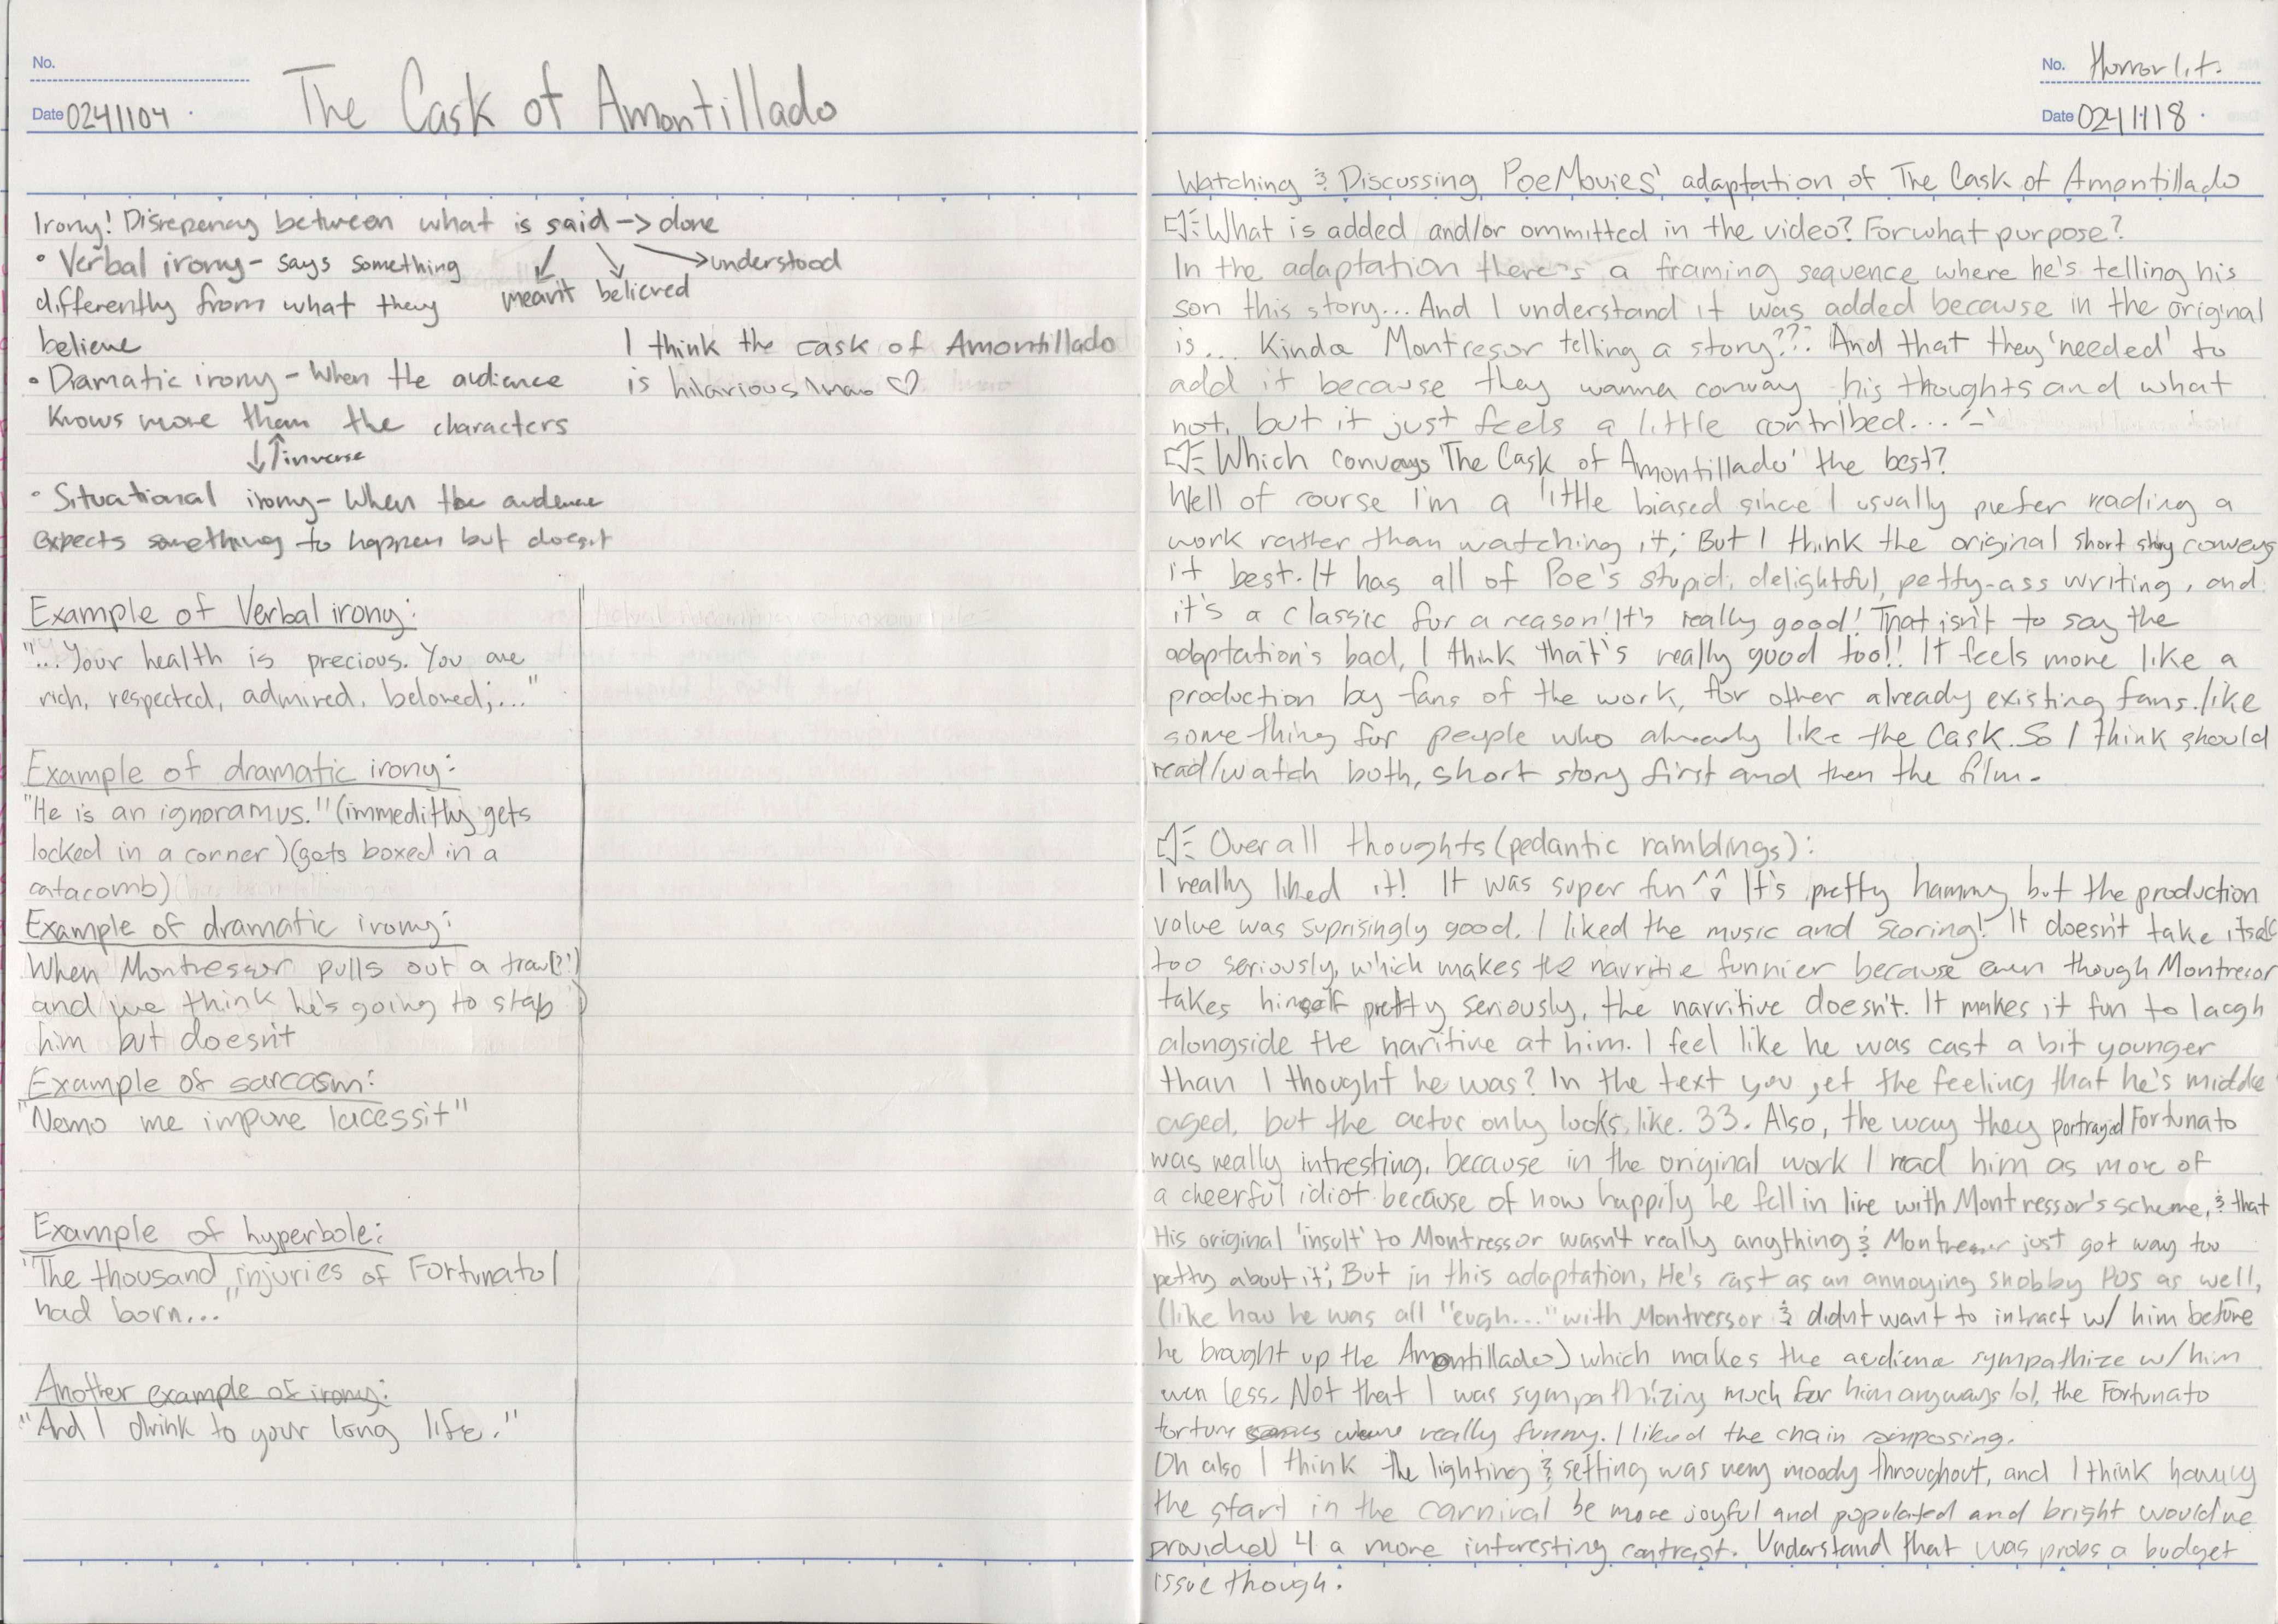 No.
Date 0241104 .
The Cask of Amontillado
Irony! Disrepency between what is said -> done
meant believed understood
• Verbal irony - says something
differently from what they
believe
• Dramatic irony - When the audience
knows more than the characters
↓↑inverse
• Situational irony - When the audience
expects something to happen but doesnt
I think the cask of Amontillado
is hilarious lmao ♡
Example of Verbal irony:
"...Your health is precious. You are
rich, respected, admired, beloved;..."
Example of dramatic irony:
"He is an ignoramus." (immeditly gets
locked in a corner) (gets boxed in a
catacomb)
Example of dramatic irony:
When Montressor pulls out a (?!)
and we think he's going to stab
him but doesn't
Example of sarcasm:
"Nemo me impune lacessit"
Example of hyperbole:
"The thousand injuries of Fortunato I
had born..."
Another example of irony:
"And I drink to your long life."
No. Horror lit.
Date 0241118 .
Watching & Discussing PoeMovies' adaptation of The Cask of Amontillado
What is added and/or ommitted in the video? For what purpose?
In the adaptation there's a framing sequence where he's telling his
son this story... And I understand it was added because in the original
is.... Kinda Montresor telling a story??? And that they 'needed' to
add it because they wanna convay his thoughts and what
not, but it just feels a little contribed... '-'
Which conveys 'The Cask of Amontillado' the best?
Well of course I'm a little biased since I usually prefer reading a
work rather than watching it; But I think the original short story conveys
it best. It has all of Poe's stupid, delightful, petty-ass writing, and
it's a classic for a reason! It's really good! That isn't to say the
adaptation's bad, I think that's really good too!! It feels more like a
production by fans of the work, for other already existing fans. like
something for people who already like the Cask. So I think should
read/watch both, short story first and then the film.
Overall thoughts (pedantic ramblings):
I really liked it! It was super fun ^^ It's pretty hammy but the production
value was suprisingly good. I liked the music and scoring! It doesn't take itself
too seriously, which makes the narritie funnier because even though Montresor
takes himself pretty seriously, the narritive doesn't. It makes it fun to laugh
alongside the naritive at him. I feel like he was cast a bit younger
than I thought he was? In the text you get the feeling that he's middle
aged, but the actor only looks like. 33. Also, the way they portrayed Fortunato
was really intresting, because in the original work I read him as more of
a cheerful idiot because of how happily he fell in line with Montressor's scheme, & that
His original 'insult' to Montressor wasn't really anything & Montressor just got way too
petty about it; But in this adaptation, He's cast as an annoying snobby POS as well,
(like how he was all "eugh..." with Montressor & didnt want to intract w/ him before
he brought up the Amontillado) which makes the audience sympathize w/ him
even less. Not that I was sympathizing much for him anyways lol, the Fortunato
torture scenes were really funny. I liked the chain
Oh also I think the lighting & setting was very moody throughout, and I think having
the start in the carnival be more joyful and populated and bright would've
provided 4 a more interesting contrast. Understand that was probs a budget
issue though.